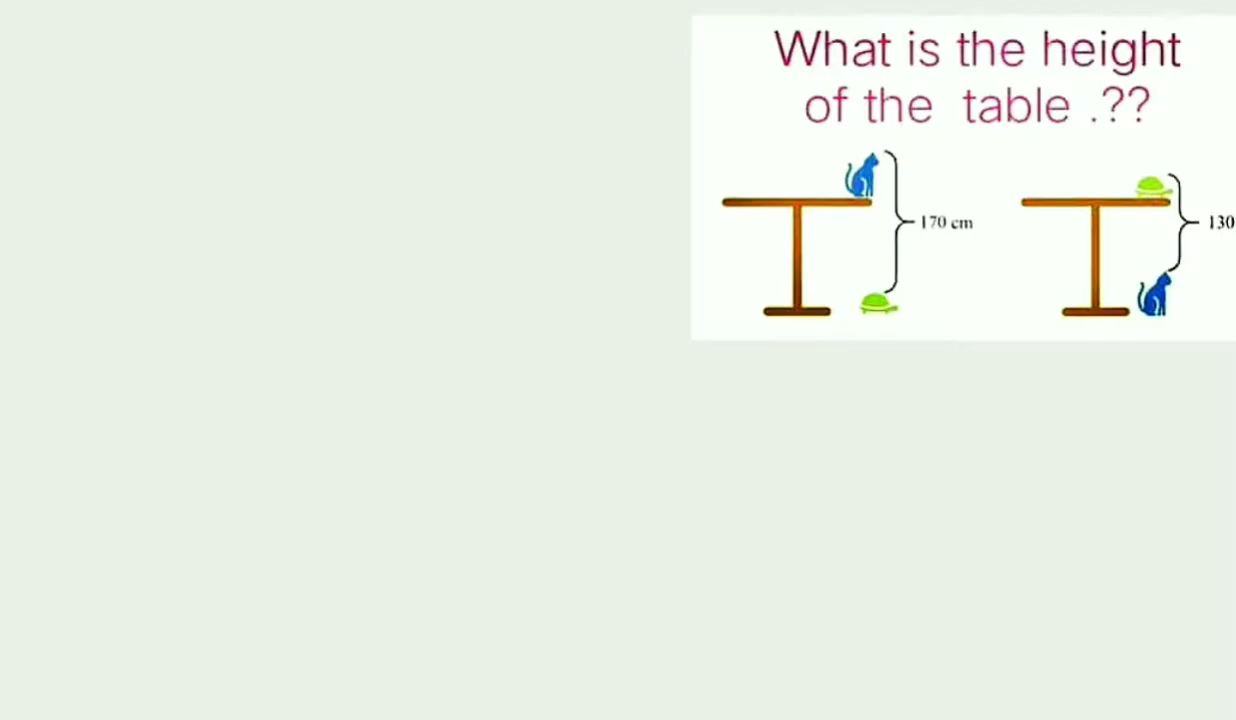 What is the height
of the table .??
170 cm
130